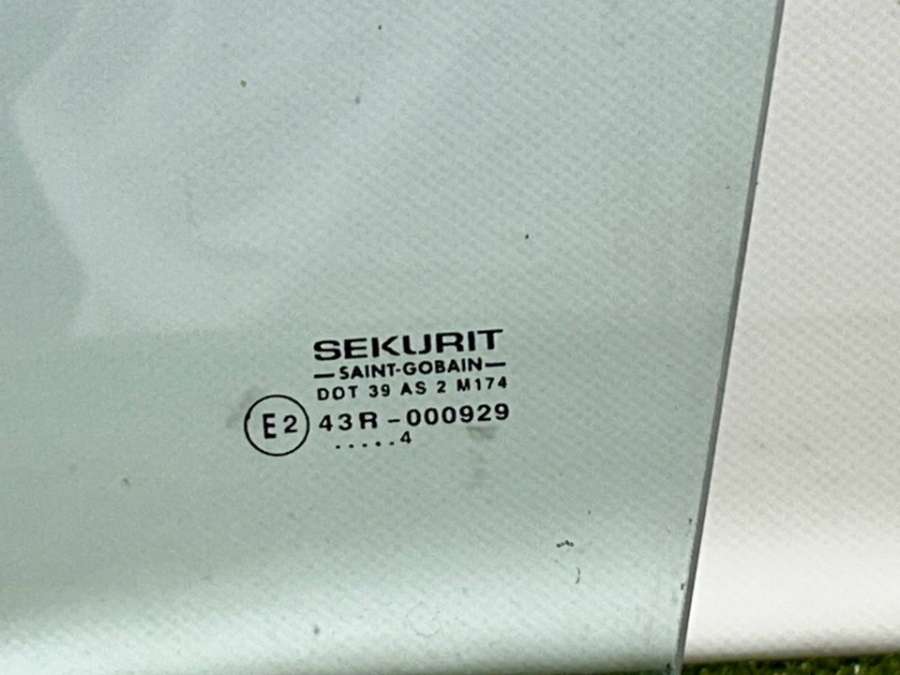 SEKURIT
—SAINT-GOBAIN—
DOT 39 AS 2 M174
E2 43R-000929
.....4